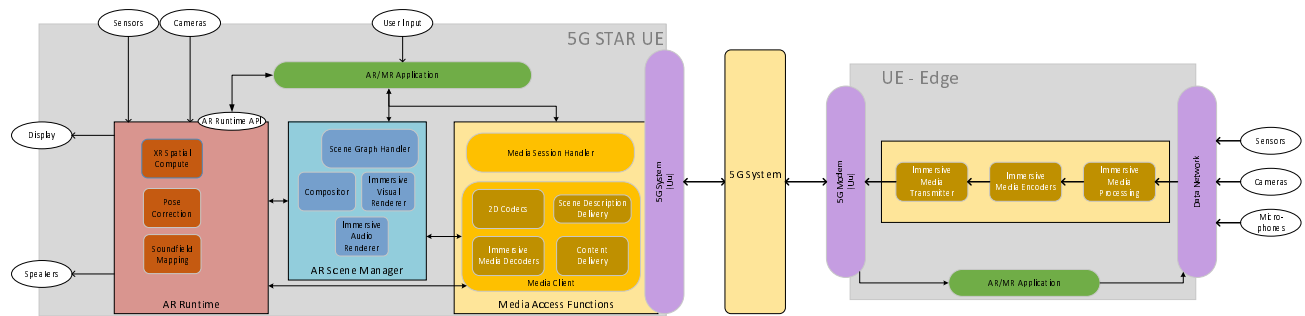 Sensors
Cameras
User Input
5G STAR UE
AR/MR Application
AR Runtime API
Display
Speakers
XR Spatial
Compute
Pose
Correction
Soundfield
Mapping
AR Runtime
Scene Graph Handler
Compositor
Immersive
Visual
Renderer
Immersive
Audio
Renderer
AR Scene Manager
Media Session Handler
2D Codecs
Scene Description
Delivery
Immersive
Media Decoders
Content
Delivery
Media Client
Media Access Functions
5G System
(Uu)
5G System
UE - Edge
5G Modem
(Uu)
Immersive
Media
Transmitter
Immersive
Media Encoders
Immersive
Media
Processing
AR/MR Application
Data Network
Sensors
Cameras
Micro-
phones